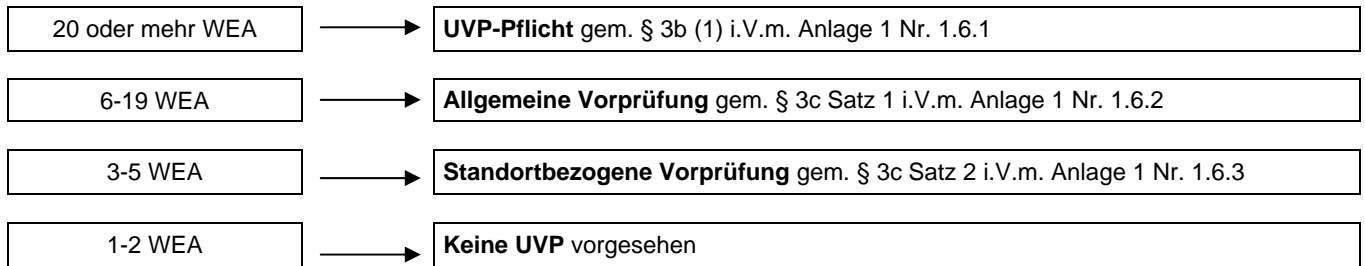 20 oder mehr WEA
UVP-Pflicht gem. § 3b (1) i.V.m. Anlage 1 Nr. 1.6.1
6-19 WEA
Allgemeine Vorprüfung gem. § 3c Satz 1 i.V.m. Anlage 1 Nr. 1.6.2
3-5 WEA
Standortbezogene Vorprüfung gem. § 3c Satz 2 i.V.m. Anlage 1 Nr. 1.6.3
1-2 WEA
Keine UVP vorgesehen